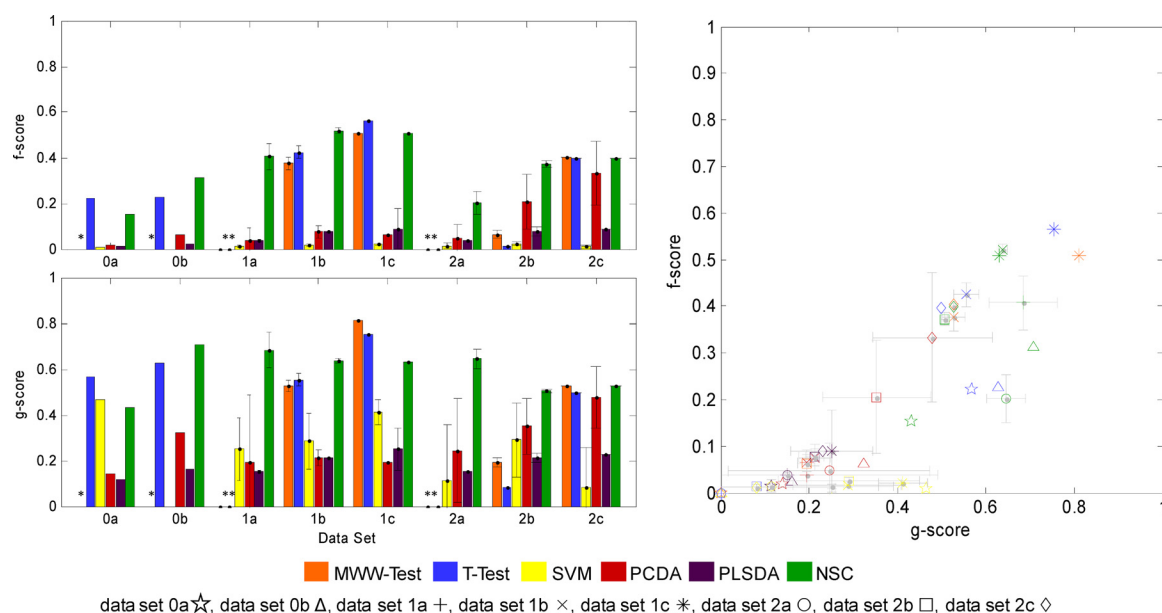 1
0.8
0.6
0.4
0.2
0
f-score
*
*
**
**
0a
0b
1a
1b
1c
2a
2b
2c
1
0.8
0.6
0.4
0.2
0
g-score
*
*
**
**
0a
0b
1a
1b
1c
2a
2b
2c
Data Set
1
0.9
0.8
0.7
0.6
0.5
0.4
0.3
0.2
0.1
0
f-score
0
0.2
0.4
0.6
0.8
1
g-score
MWW-Test T-Test SVM PCDA PLSDA NSC
data set 0a ☆, data set 0b Δ, data set 1a +, data set 1b ×, data set 1c ✳, data set 2a ○, data set 2b □, data set 2c ◊